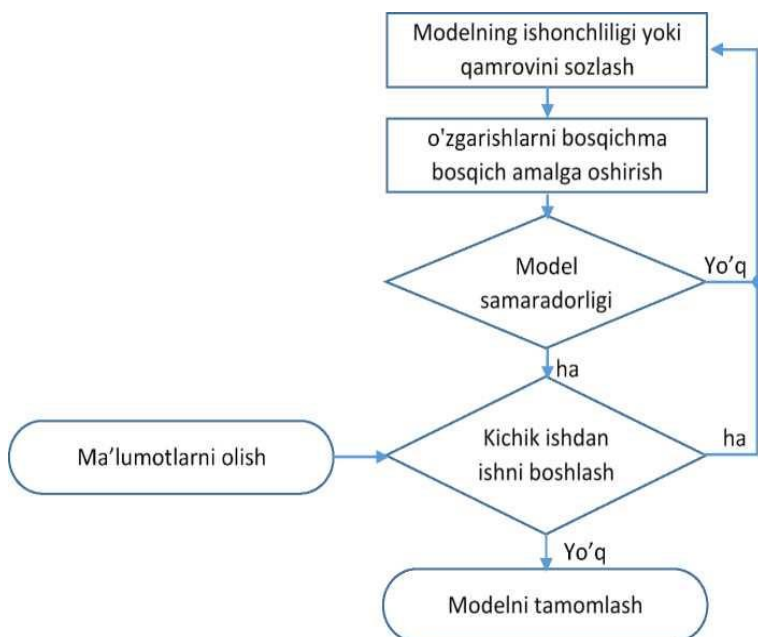 Modelning ishonchliligi yoki
qamrovini sozlash
o'zgarishlarni bosqichma
bosqich amalga oshirish
Model
samaradorligi
Yo’q
ha
Ma’lumotlarni olish
Kichik ishdan
ishni boshlash
ha
Yo’q
Modelni tamomlash